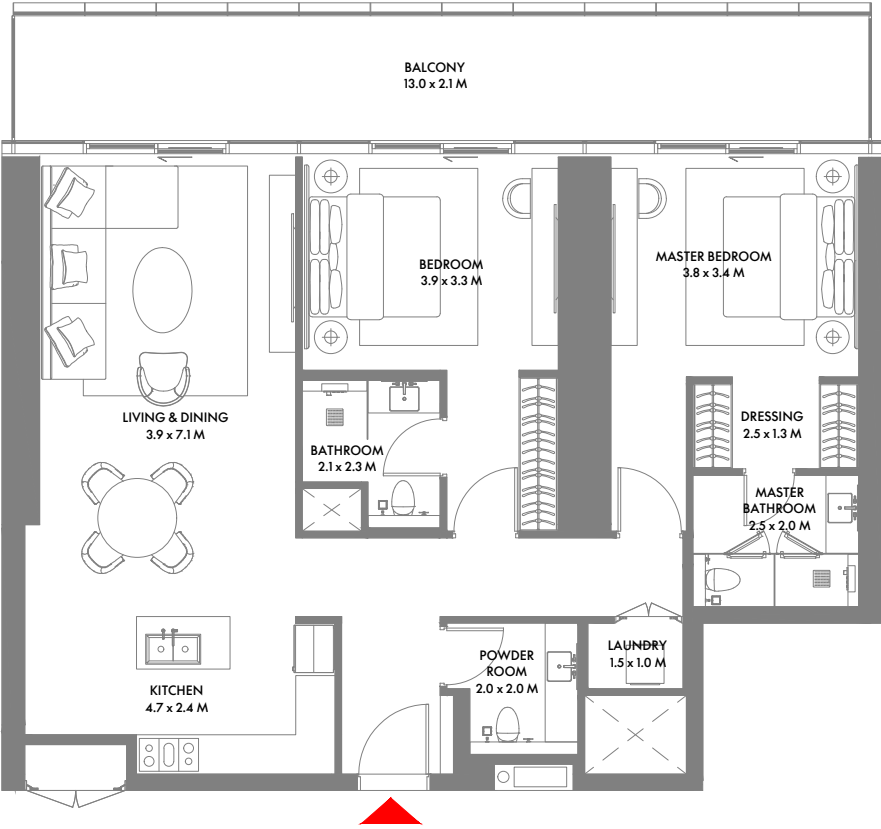 BALCONY
13.0 x 2.1 M
BEDROOM
3.9 x 3.3 M
MASTER BEDROOM
3.8 x 3.4 M
LIVING & DINING
3.9 x 7.1 M
DRESSING
2.5 x 1.3 M
BATHROOM
2.1 x 2.3 M
MASTER
BATHROOM
2.5 x 2.0 M
POWDER
ROOM
2.0 x 2.0 M
LAUNDRY
1.5 x 1.0 M
KITCHEN
4.7 x 2.4 M